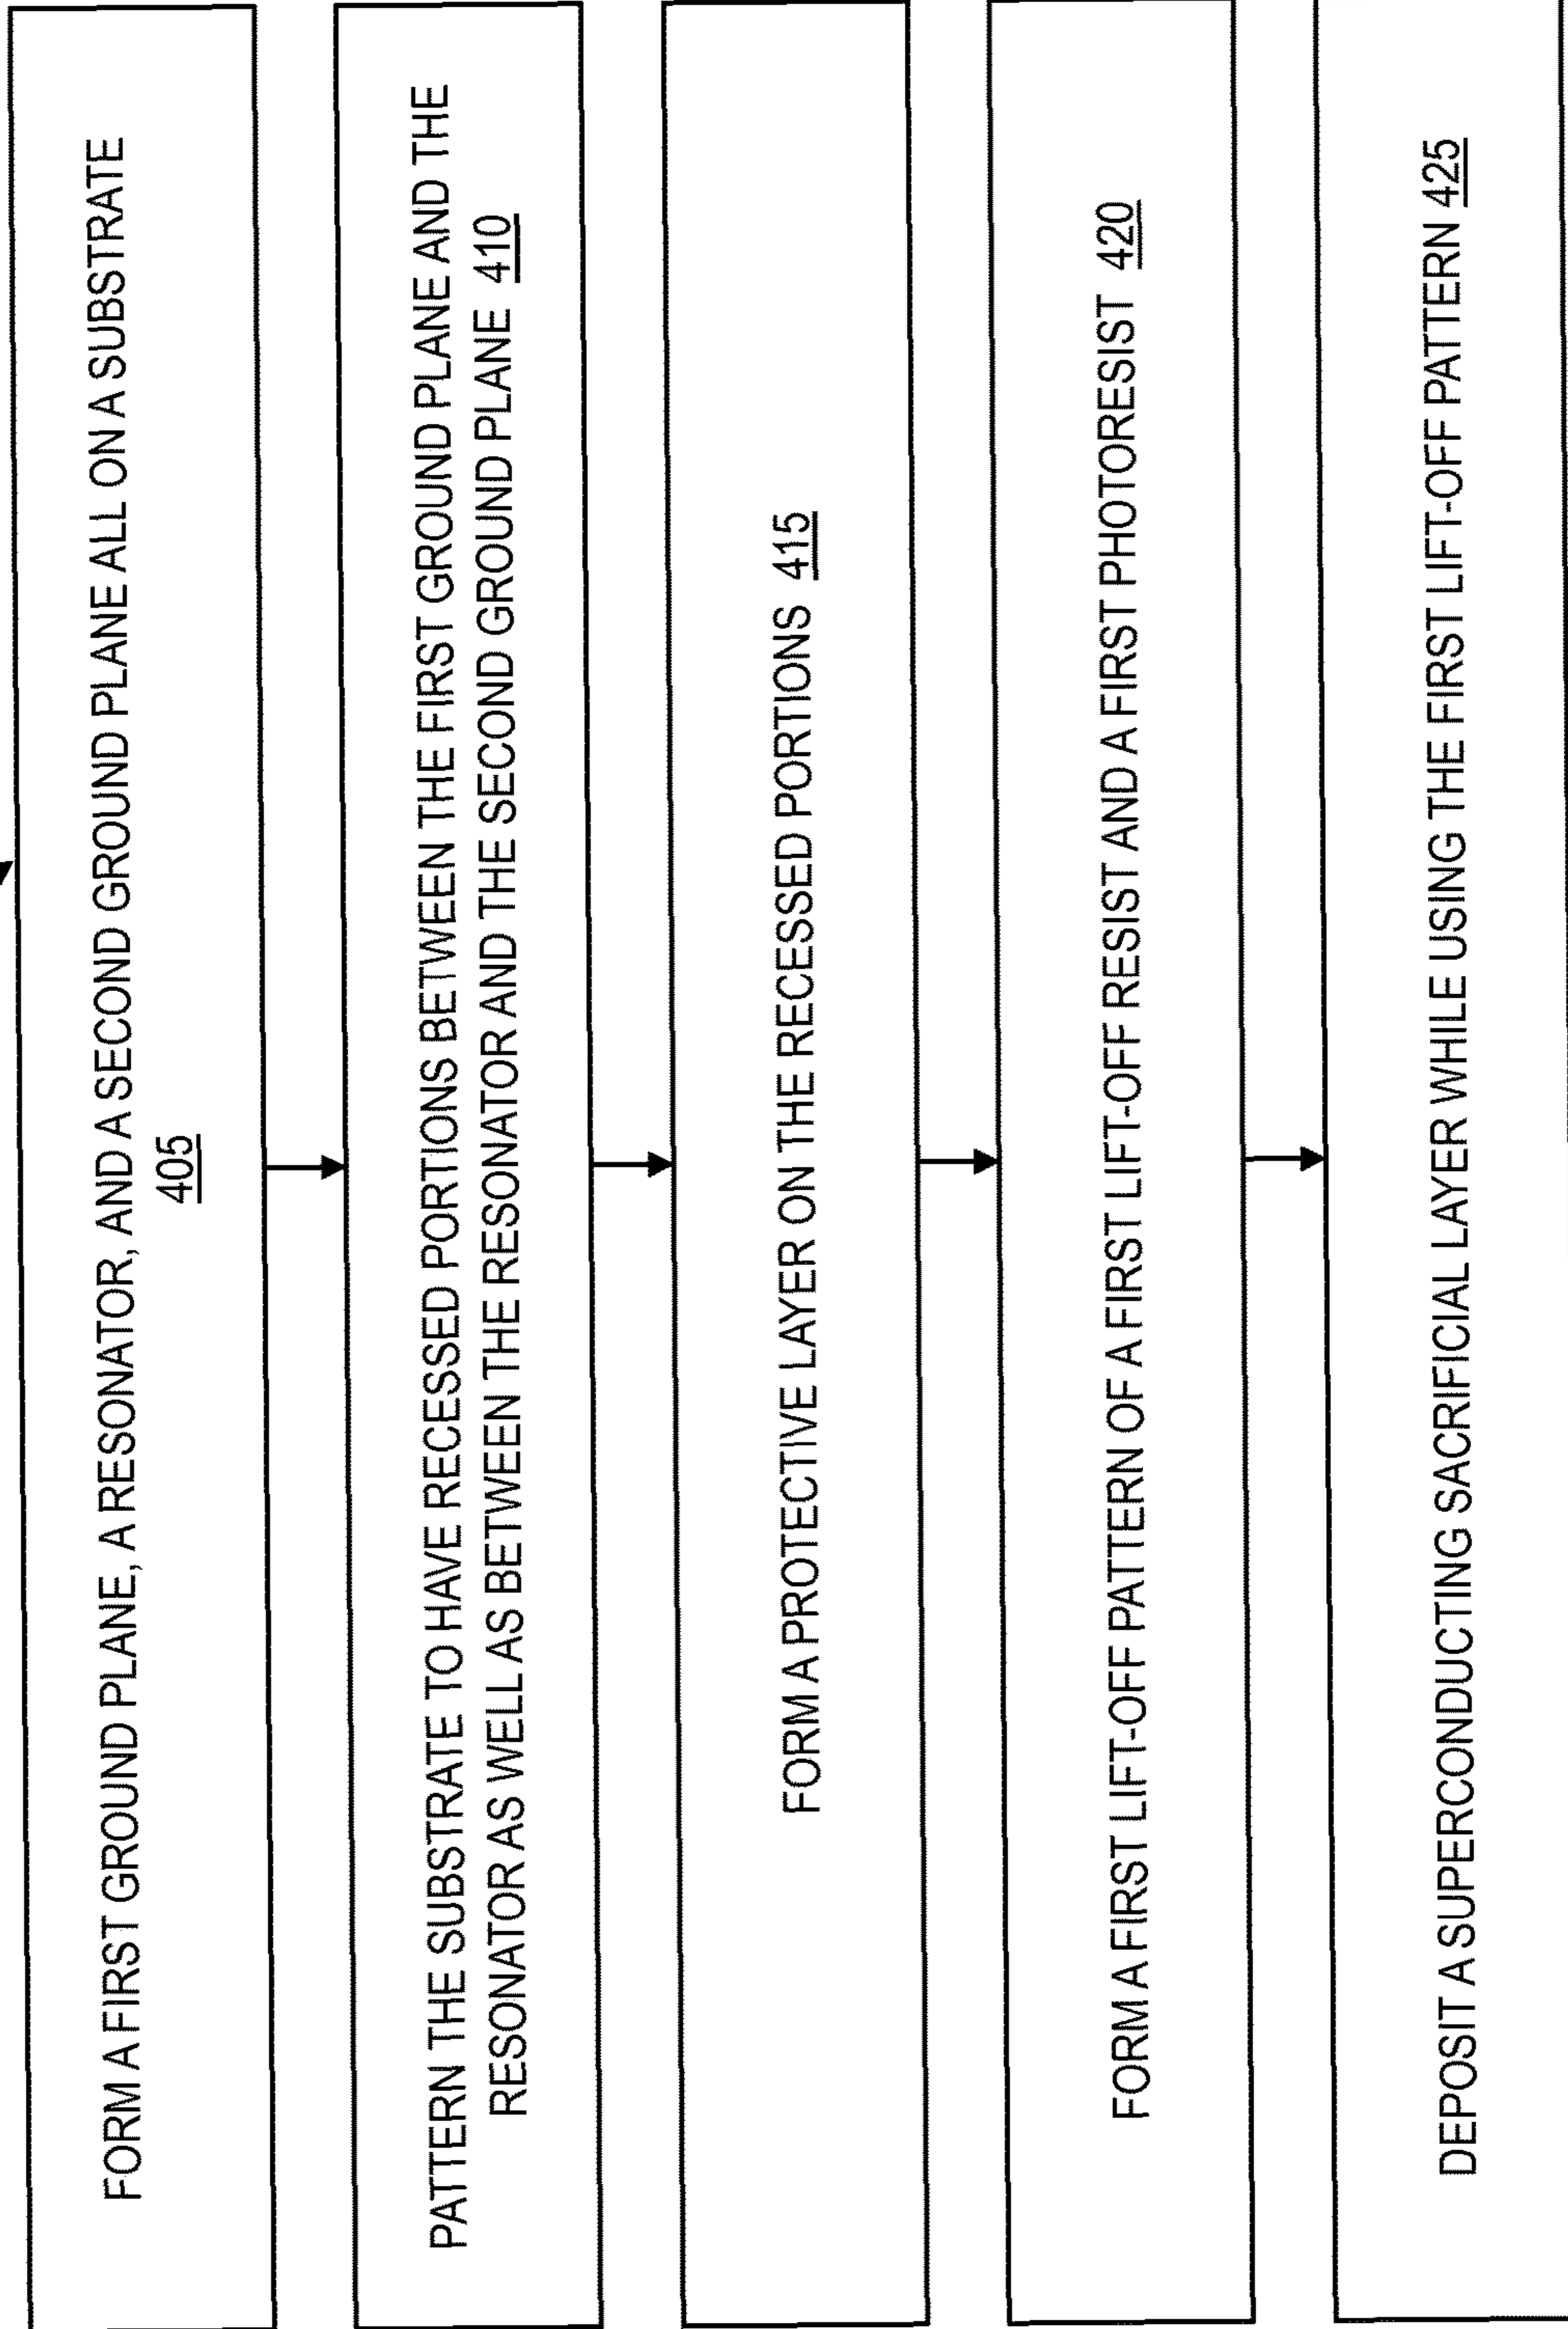 FORM A FIRST GROUND PLANE, A RESONATOR, AND A SECOND GROUND PLANE ALL ON A SUBSTRATE
405
PATTERN THE SUBSTRATE TO HAVE RECESSED PORTIONS BETWEEN THE FIRST GROUND PLANE AND THE
RESONATOR AS WELL AS BETWEEN THE RESONATOR AND THE SECOND GROUND PLANE 410
FORM A PROTECTIVE LAYER ON THE RECESSED PORTIONS 415
FORM A FIRST LIFT-OFF PATTERN OF A FIRST LIFT-OFF RESIST AND A FIRST PHOTORESIST 420
DEPOSIT A SUPERCONDUCTING SACRIFICIAL LAYER WHILE USING THE FIRST LIFT-OFF PATTERN 425